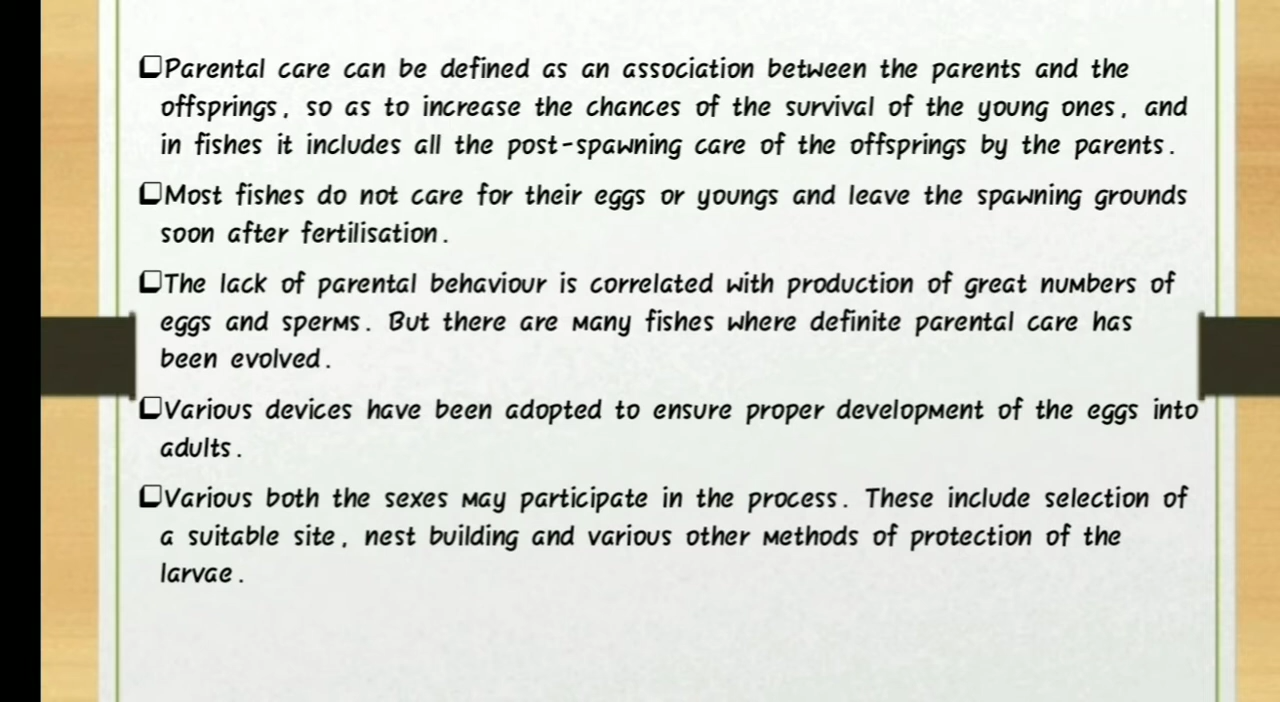 ❑Parental care can be defined as an association between the parents and the
offsprings, so as to increase the chances of the survival of the young ones, and
in fishes it includes all the post-spawning care of the offsprings by the parents.
❑Most fishes do not care for their eggs or youngs and leave the spawning grounds
soon after fertilisation.
❑The lack of parental behaviour is correlated with production of great numbers of
eggs and sperms. But there are many fishes where definite parental care has
been evolved.
❑Various devices have been adopted to ensure proper development of the eggs into
adults.
❑Various both the sexes may participate in the process. These include selection of
a suitable site, nest building and various other methods of protection of the
larvae.